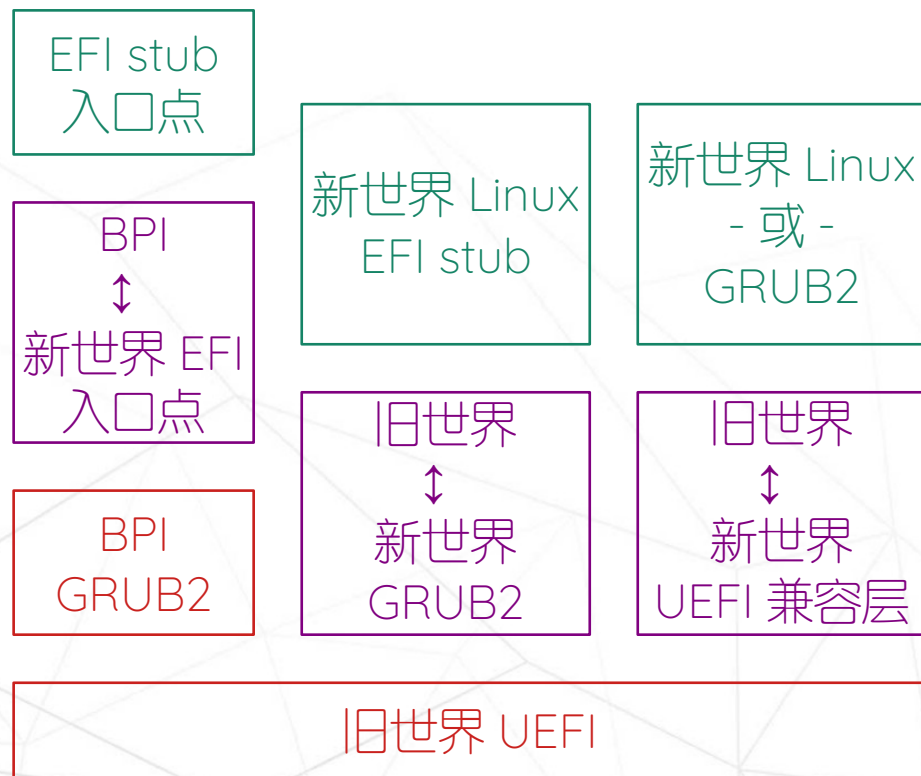 EFI stub
入口点
BPI
↕
新世界 EFI
入口点
BPI
GRUB2
新世界 Linux
EFI stub
旧世界
↕
新世界
GRUB2
新世界 Linux
- 或 -
GRUB2
旧世界
↕
新世界
UEFI 兼容层
旧世界 UEFI